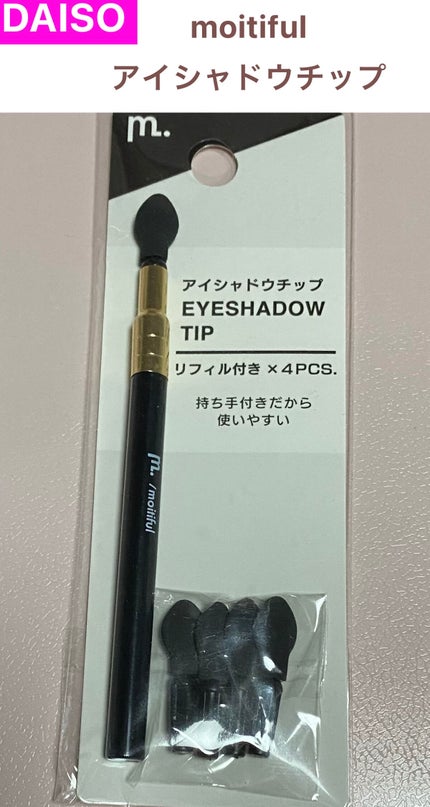 DAISO
moitiful
アイシャドウチップ
m.
アイシャドウチップ
EYESHADOW
TIP
リフィル付き ×4PCS.
持ち手付きだから
使いやすい
m. /moitiful